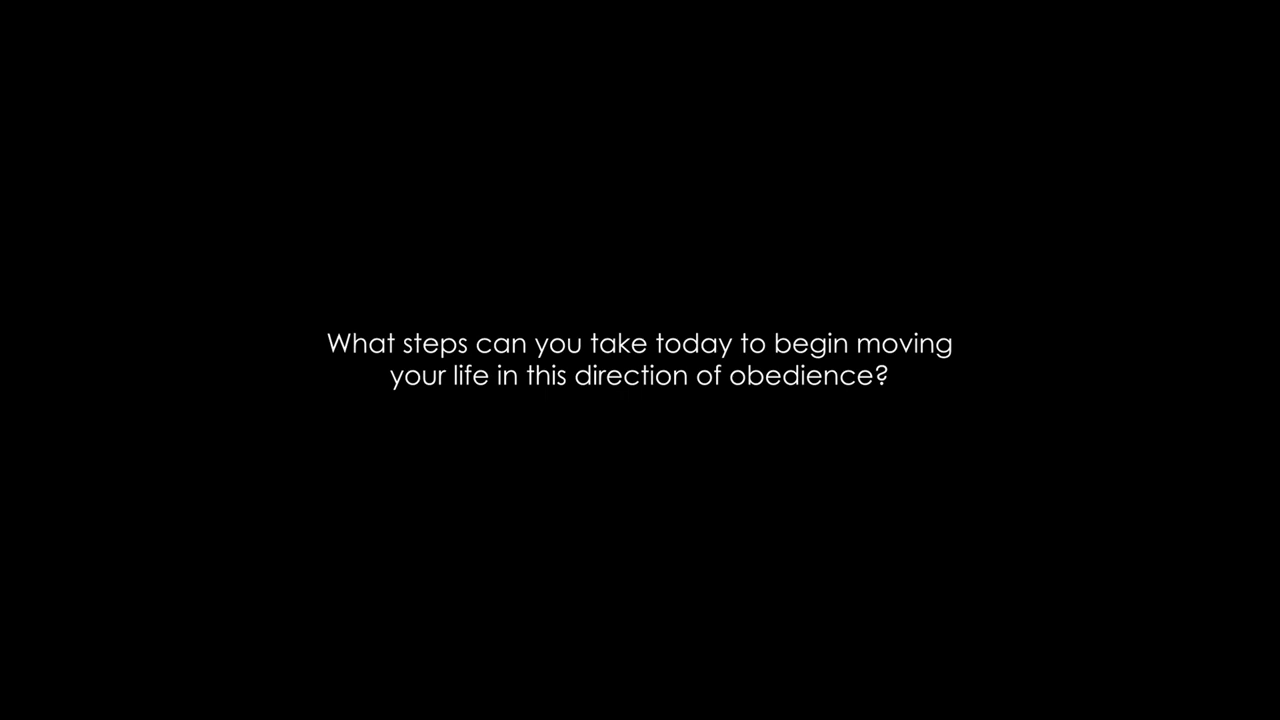 What steps can you take today to begin moving
your life in this direction of obedience?